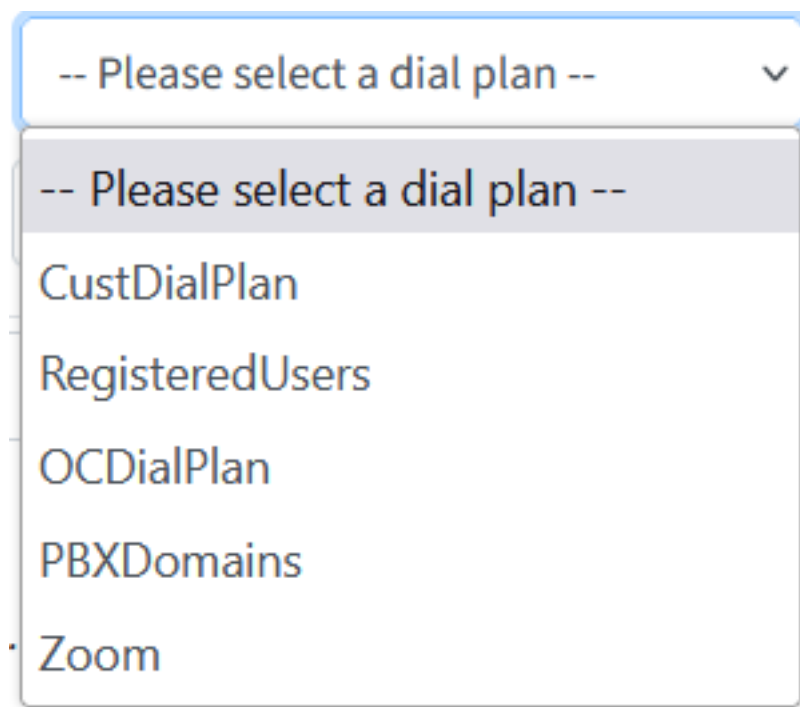 -- Please select a dial plan --
-- Please select a dial plan --
CustDialPlan
RegisteredUsers
OCDialPlan
PBXDomains
Zoom